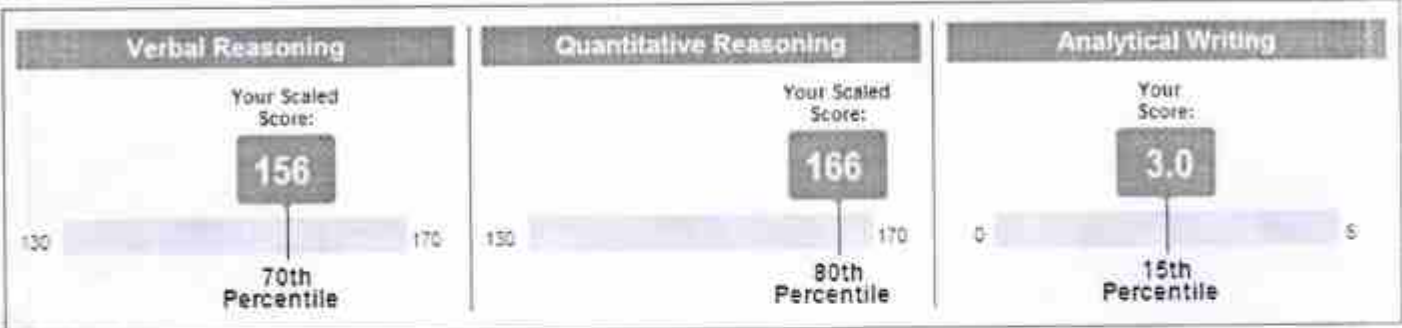 Verbal Reasoning
Your Scaled
Score:
156
130
170
70th
Percentile
Quantitative Reasoning
Your Scaled
Score:
166
130
170
80th
Percentile
Analytical Writing
Your
Score:
3.0
0
6
15th
Percentile